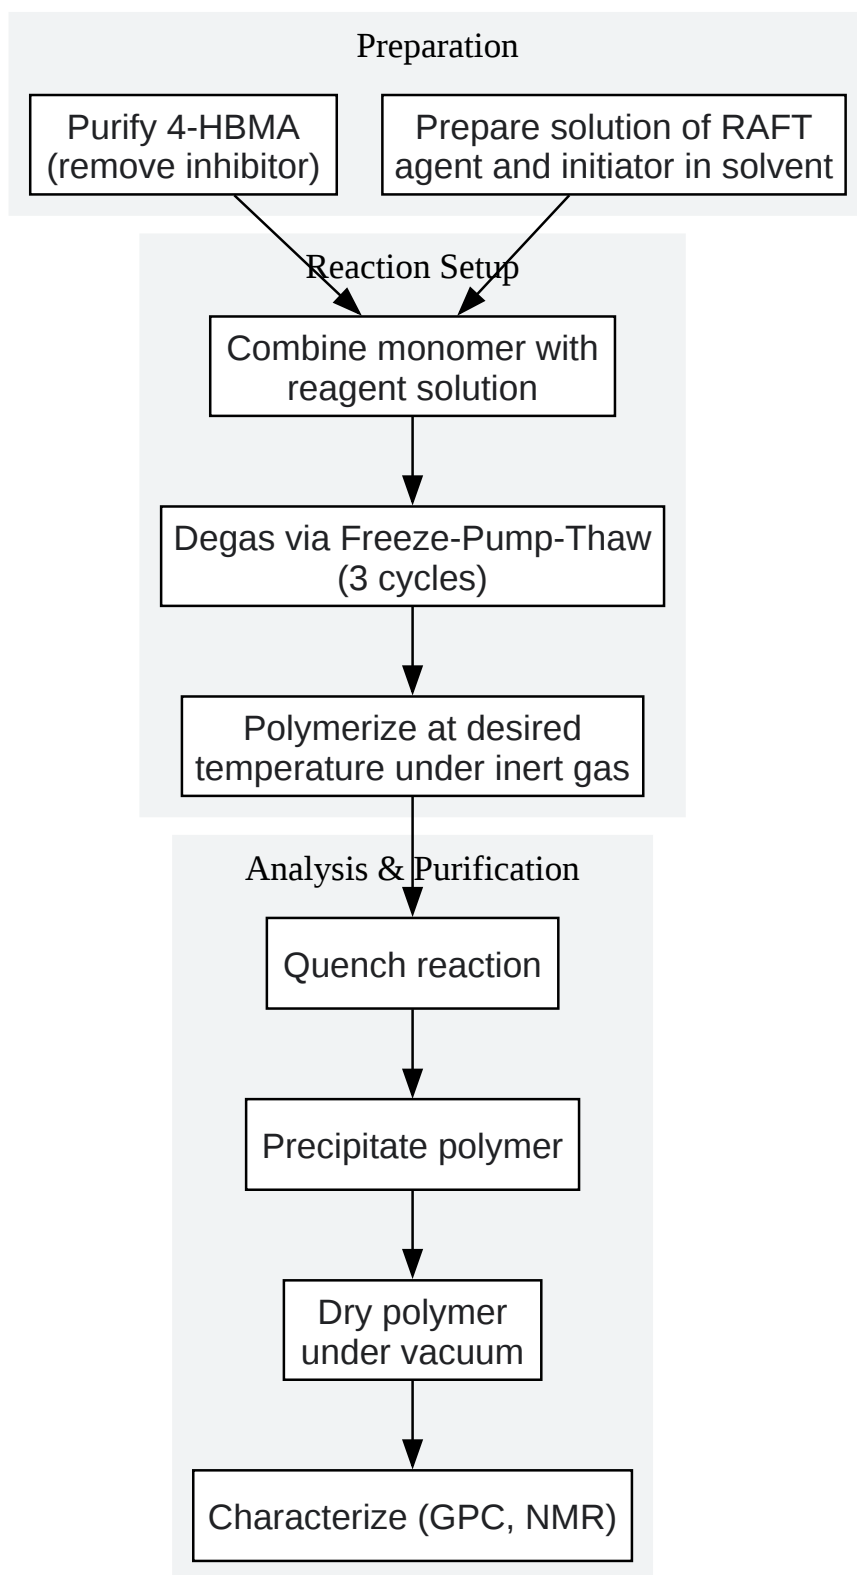 Preparation
Purify 4-HBMA
(remove inhibitor)
Prepare solution of RAFT
agent and initiator in solvent
Reaction Setup
Combine monomer with
reagent solution
Degas via Freeze-Pump-Thaw
(3 cycles)
Polymerize at desired
temperature under inert gas
Analysis & Purification
Quench reaction
Precipitate polymer
Dry polymer
under vacuum
Characterize (GPC, NMR)